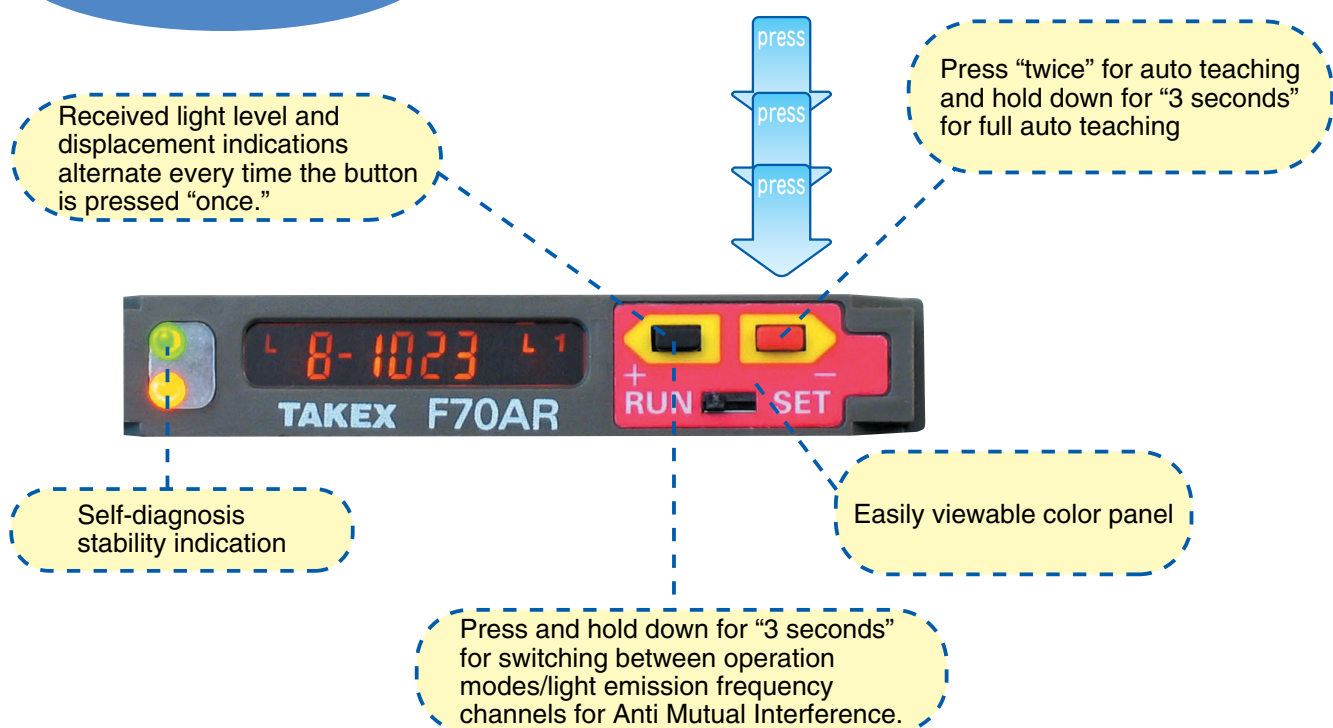 press
press
press
Press “twice” for auto teaching
and hold down for “3 seconds”
for full auto teaching
Received light level and
displacement indications
alternate every time the button
is pressed “once.”
L 8-1023 L 1
TAKEX F70AR
+ −
RUN SET
Self-diagnosis
stability indication
Easily viewable color panel
Press and hold down for “3 seconds”
for switching between operation
modes/light emission frequency
channels for Anti Mutual Interference.